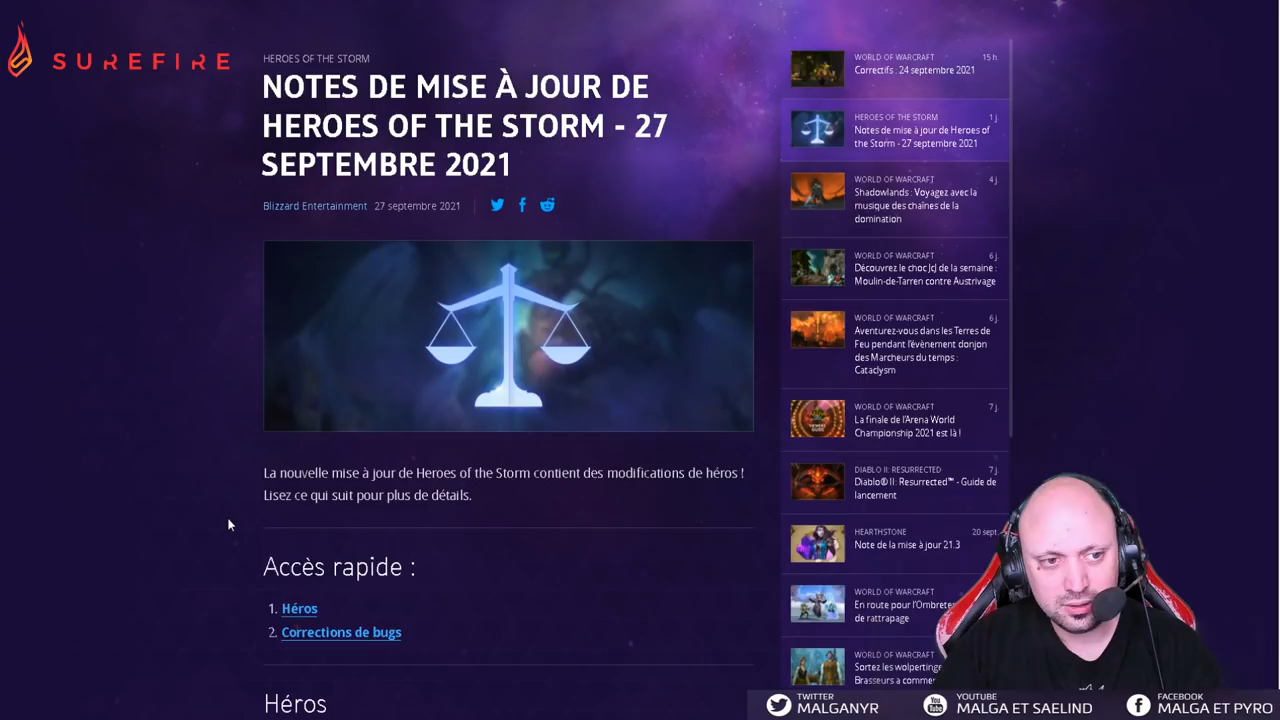 SUREFIRE
HEROES OF THE STORM
NOTES DE MISE À JOUR DE
HEROES OF THE STORM - 27
SEPTEMBRE 2021
Blizzard Entertainment 27 septembre 2021
La nouvelle mise à jour de Heroes of the Storm contient des modifications de héros !
Lisez ce qui suit pour plus de détails.
Accès rapide :
1. Héros
2. Corrections de bugs
Héros
WORLD OF WARCRAFT 15 h
Correctifs : 24 septembre 2021
HEROES OF THE STORM 1 j.
Notes de mise à jour de Heroes of
the Storm - 27 septembre 2021
WORLD OF WARCRAFT 4 j.
Shadowlands : Voyagez avec la
musique des chaînes de la
domination
WORLD OF WARCRAFT 6 j.
Découvrez le choc JcJ de la semaine :
Moulin-de-Tarren contre Austrivage
WORLD OF WARCRAFT 6 j.
Aventurez-vous dans les Terres de
Feu pendant l'évènement donjon
des Marcheurs du temps :
Cataclysm
WORLD OF WARCRAFT 7 j.
La finale de l'Arena World
Championship 2021 est là !
DIABLO II: RESURRECTED 7 j.
Diablo® II: Resurrected™ - Guide de
lancement
HEARTHSTONE 20 sept.
Note de la mise à jour 21.3
WORLD OF WARCRAFT
En route pour l'Ombreter
de rattrapage
WORLD OF WARCRAFT
Sortez les wolperting
Brasseurs a comme
TWITTER
MALGANYR
YOUTUBE
MALGA ET SAELIND
FACEBOOK
MALGA ET PYRO